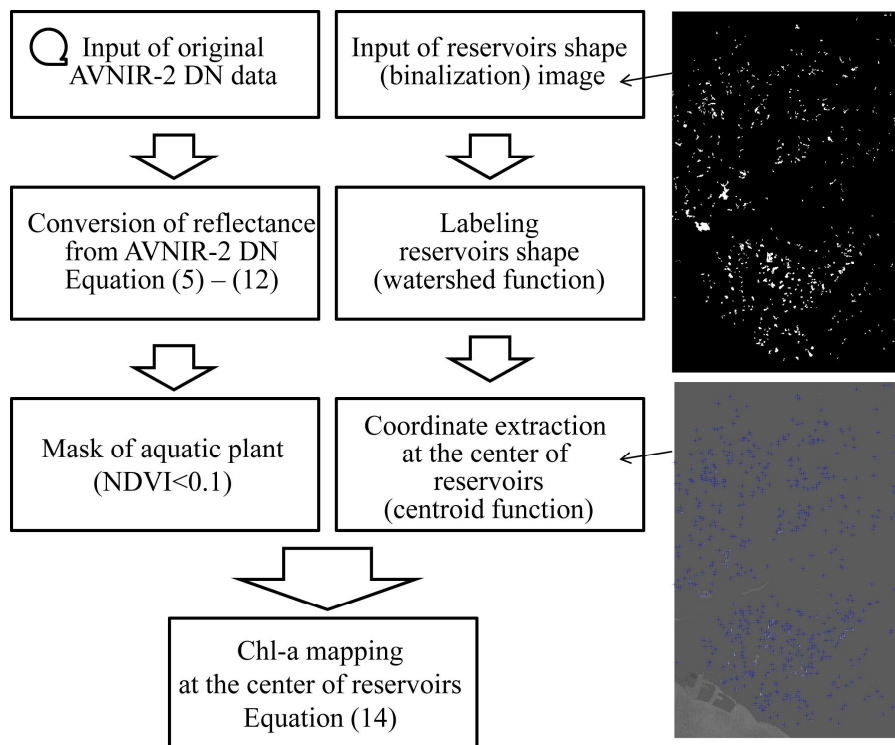 Input of original
AVNIR-2 DN data
Input of reservoirs shape
(binalization) image
Conversion of reflectance
from AVNIR-2 DN
Equation (5) – (12)
Labeling
reservoirs shape
(watershed function)
Mask of aquatic plant
(NDVI<0.1)
Coordinate extraction
at the center of
reservoirs
(centroid function)
Chl-a mapping
at the center of reservoirs
Equation (14)